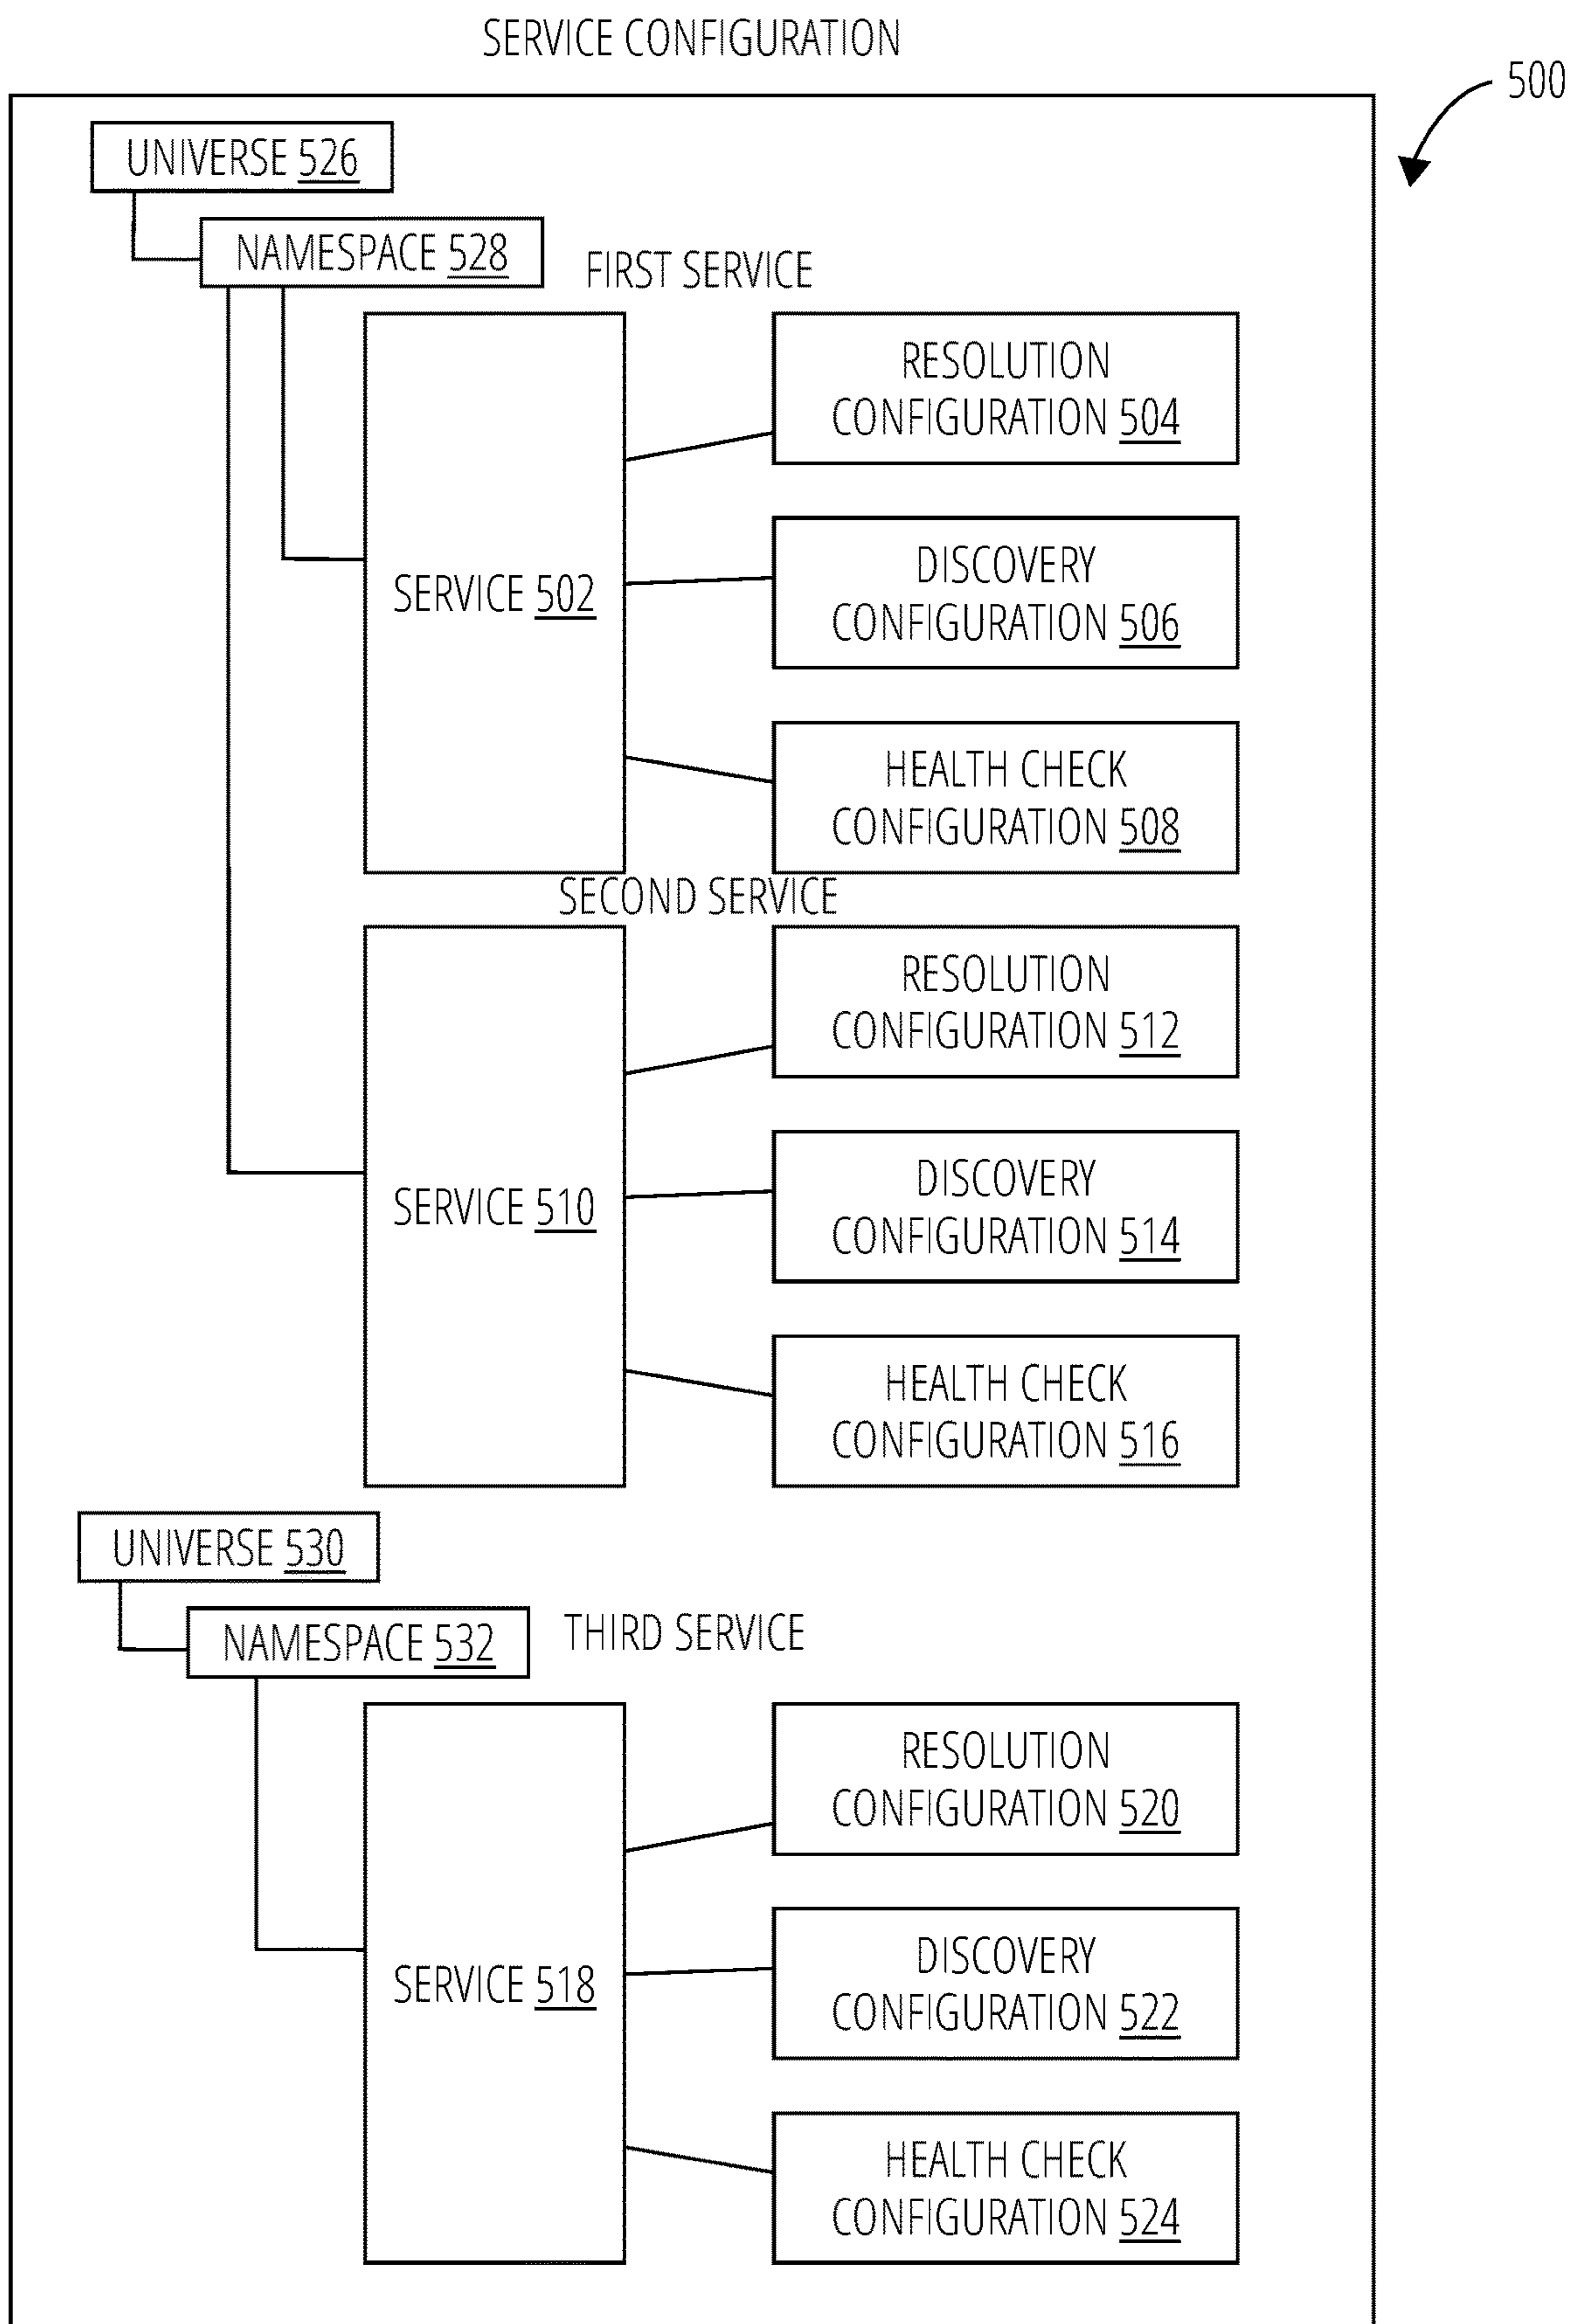 SERVICE CONFIGURATION
500
UNIVERSE 526
NAMESPACE 528
FIRST SERVICE
SERVICE 502
RESOLUTION
CONFIGURATION 504
DISCOVERY
CONFIGURATION 506
HEALTH CHECK
CONFIGURATION 508
SECOND SERVICE
SERVICE 510
RESOLUTION
CONFIGURATION 512
DISCOVERY
CONFIGURATION 514
HEALTH CHECK
CONFIGURATION 516
UNIVERSE 530
NAMESPACE 532
THIRD SERVICE
SERVICE 518
RESOLUTION
CONFIGURATION 520
DISCOVERY
CONFIGURATION 522
HEALTH CHECK
CONFIGURATION 524